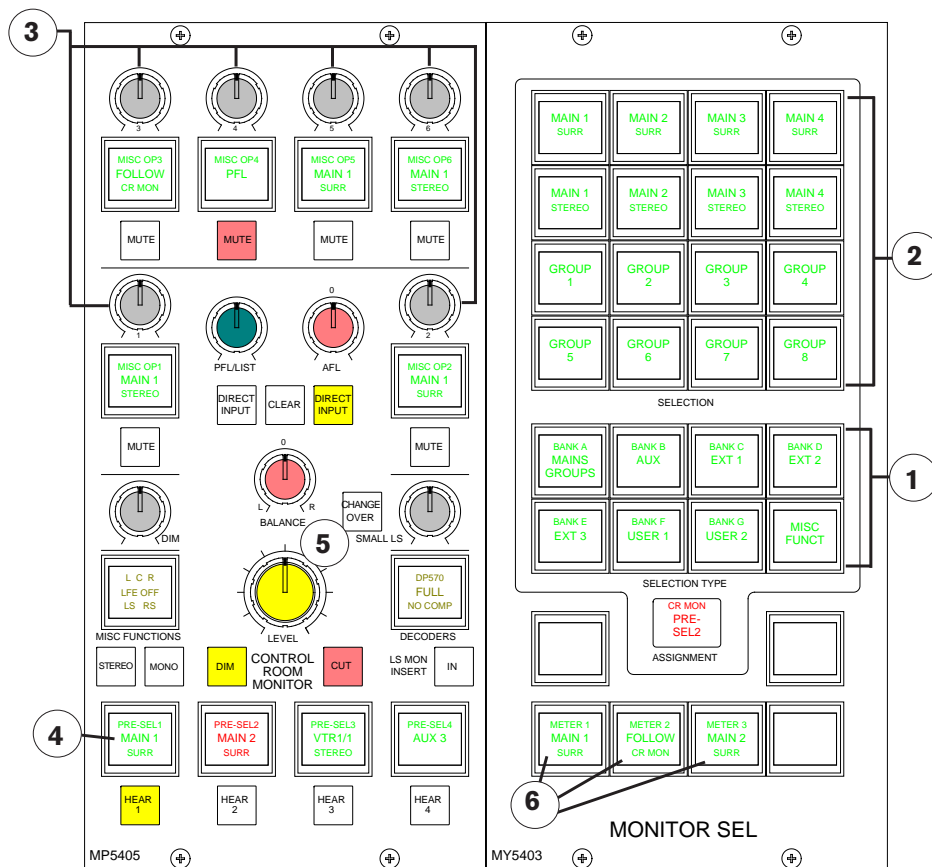 3
3
4
5
6
MISC OP3
FOLLOW
CR MON
MISC OP4
PFL
MISC OP5
MAIN 1
SURR
MISC OP6
MAIN 1
STEREO
MUTE
MUTE
MUTE
MUTE
1
0
2
PFL/LIST
AFL
MISC OP1
MAIN 1
STEREO
DIRECT
INPUT
CLEAR
DIRECT
INPUT
MISC OP2
MAIN 1
SURR
MUTE
MUTE
0
L
R
BALANCE
DIM
CHANGE
OVER
SMALL LS
5
L C R
LFE OFF
LS RS
MISC FUNCTIONS
LEVEL
DP570
FULL
NO COMP
DECODERS
STEREO
MONO
DIM
CONTROL
ROOM
MONITOR
CUT
LS MON
INSERT
IN
4
PRE-SEL1
MAIN 1
SURR
PRE-SEL2
MAIN 2
SURR
PRE-SEL3
VTR1/1
STEREO
PRE-SEL4
AUX 3
HEAR
1
HEAR
2
HEAR
3
HEAR
4
MP5405
MAIN 1
SURR
MAIN 2
SURR
MAIN 3
SURR
MAIN 4
SURR
MAIN 1
STEREO
MAIN 2
STEREO
MAIN 3
STEREO
MAIN 4
STEREO
2
GROUP
1
GROUP
2
GROUP
3
GROUP
4
GROUP
5
GROUP
6
GROUP
7
GROUP
8
SELECTION
BANK A
MAINS
GROUPS
BANK B
AUX
BANK C
EXT 1
BANK D
EXT 2
1
BANK E
EXT 3
BANK F
USER 1
BANK G
USER 2
MISC
FUNCT
SELECTION TYPE
CR MON
PRE-
SEL2
ASSIGNMENT
METER 1
MAIN 1
SURR
METER 2
FOLLOW
CR MON
METER 3
MAIN 2
SURR
6
MONITOR SEL
MY5403